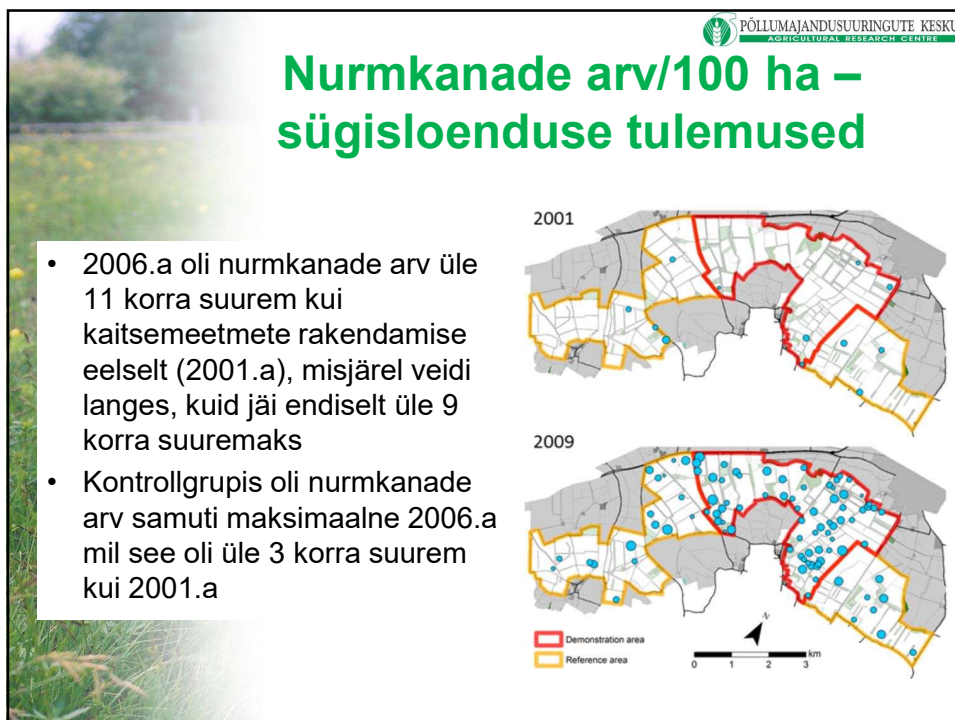 PÕLLUMAJANDUSUURINGUTE KESKU
AGRICULTURAL RESEARCH CENTRE
Nurmkanade arv/100 ha –
sügisloenduse tulemused
• 2006.a oli nurmkanade arv üle
11 korra suurem kui
kaitsemeetmete rakendamise
eelselt (2001.a), misjärel veidi
langes, kuid jäi endiselt üle 9
korra suuremaks
• Kontrollgrupis oli nurmkanade
arv samuti maksimaalne 2006.a
mil see oli üle 3 korra suurem
kui 2001.a
2001
2009
Demonstration area
Reference area
N
0 1 2 3 km